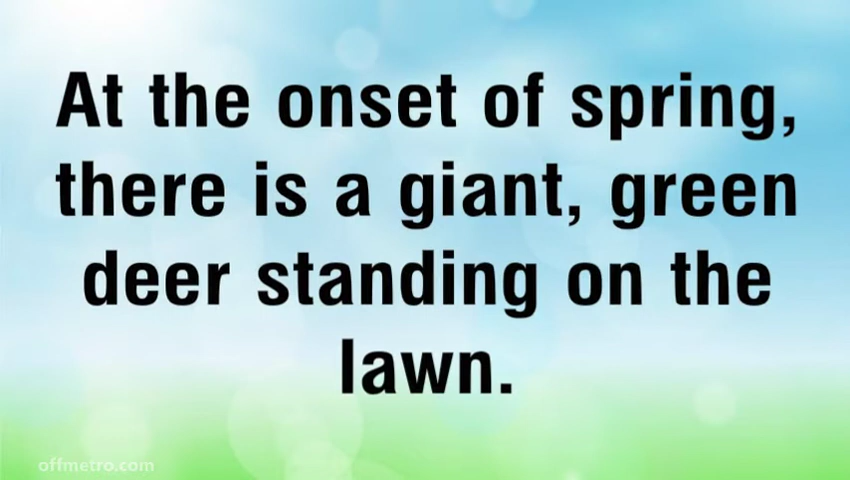 At the onset of spring,
there is a giant, green
deer standing on the
lawn.
offmetro.com